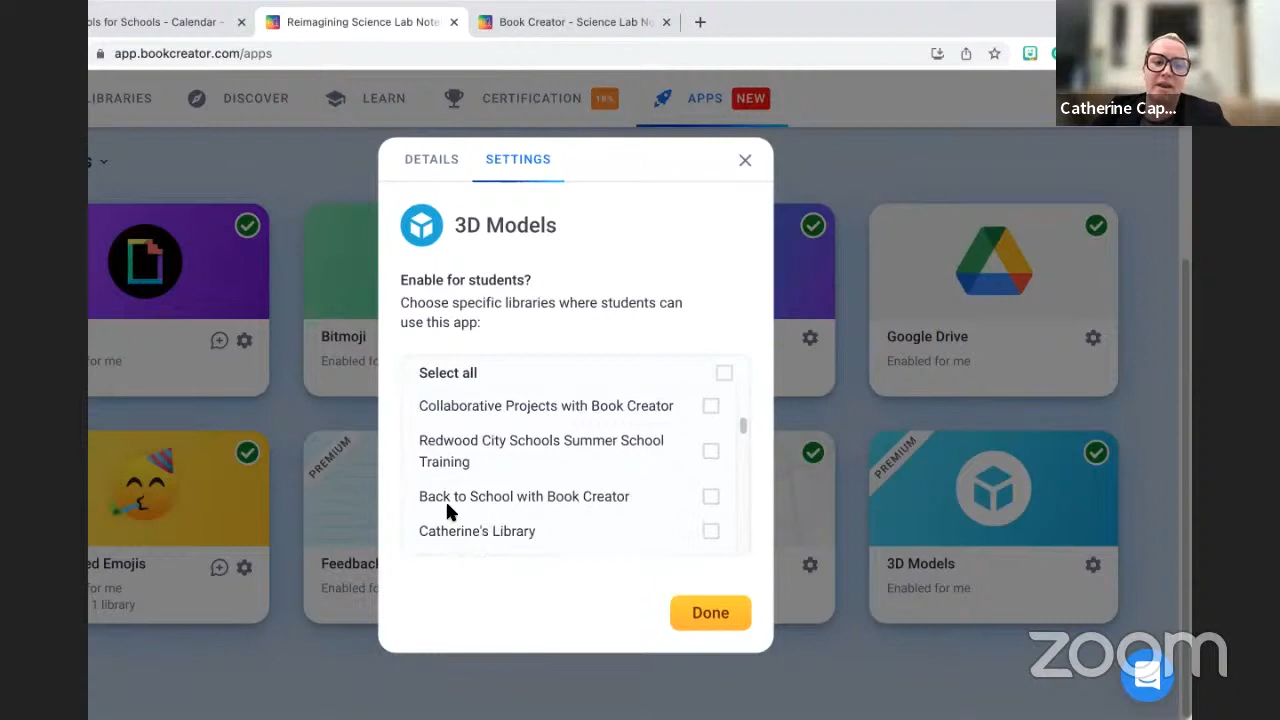 ols for Schools - Calendar -
Reimagining Science Lab Note
Book Creator - Science Lab No
app.bookcreator.com/apps
Catherine Cap...
LIBRARIES
DISCOVER
LEARN
CERTIFICATION
18%
APPS
NEW
DETAILS
SETTINGS
3D Models
Enable for students?
Choose specific libraries where students can
use this app:
Select all
Collaborative Projects with Book Creator
Redwood City Schools Summer School
Training
Back to School with Book Creator
Catherine's Library
Done
for me
Bitmoji
Enabled fo
Google Drive
Enabled for me
PREMIUM
PREMIUM
ed Emojis
for me
1 library
Feedbac
Enabled fo
3D Models
Enabled for me
zoom